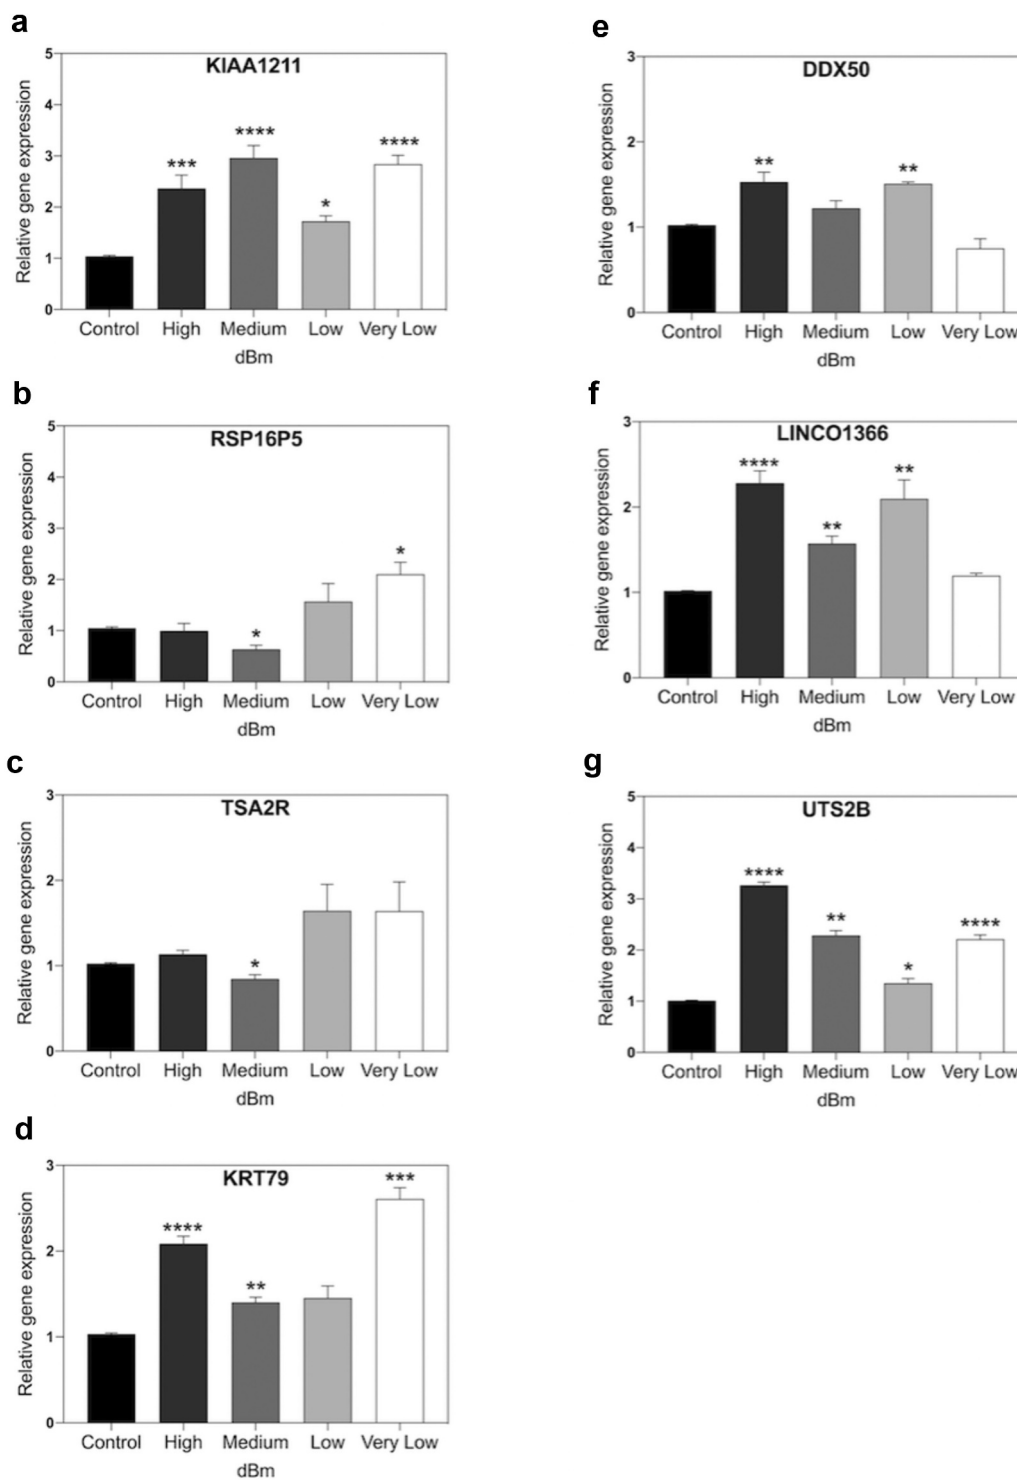 a
KIAA1211
Relative gene expression
5
4
3
2
1
0
***
****
*
****
Control High Medium Low Very Low
dBm
b
RSP16P5
Relative gene expression
5
4
3
2
1
0
*
*
Control High Medium Low Very Low
dBm
c
TSA2R
Relative gene expression
3
2
1
0
*
Control High Medium Low Very Low
dBm
d
KRT79
Relative gene expression
3
2
1
0
****
**
***
Control High Medium Low Very Low
dBm
e
DDX50
Relative gene expression
3
2
1
0
**
**
Control High Medium Low Very Low
dBm
f
LINCO1366
Relative gene expression
3
2
1
0
****
**
**
Control High Medium Low Very Low
dBm
g
UTS2B
Relative gene expression
5
4
3
2
1
0
****
**
*
****
Control High Medium Low Very Low
dBm